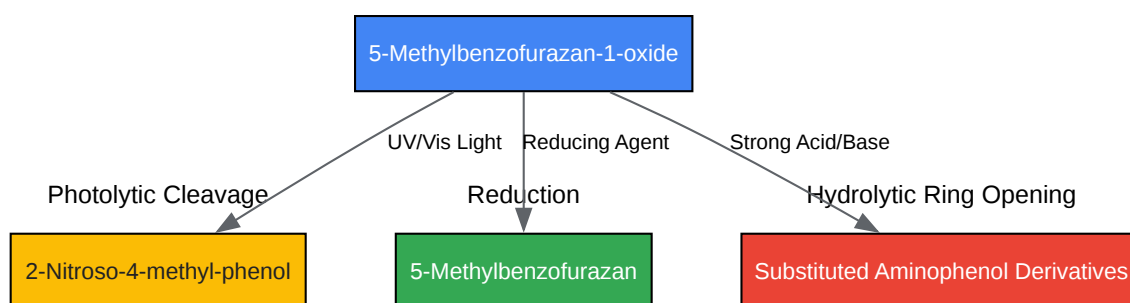 5-Methylbenzofurazan-1-oxide
UV/Vis Light
Reducing Agent
Strong Acid/Base
Photolytic Cleavage
Reduction
Hydrolytic Ring Opening
2-Nitroso-4-methyl-phenol
5-Methylbenzofurazan
Substituted Aminophenol Derivatives